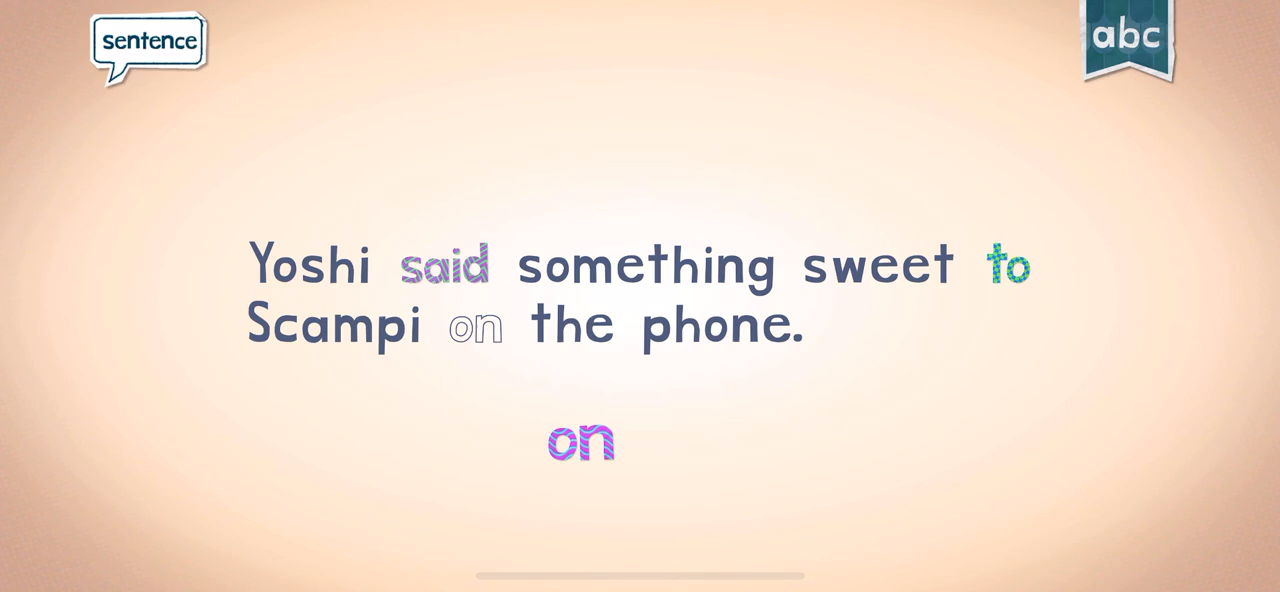 sentence
abc
Yoshi said something sweet to
Scampi on the phone.
on